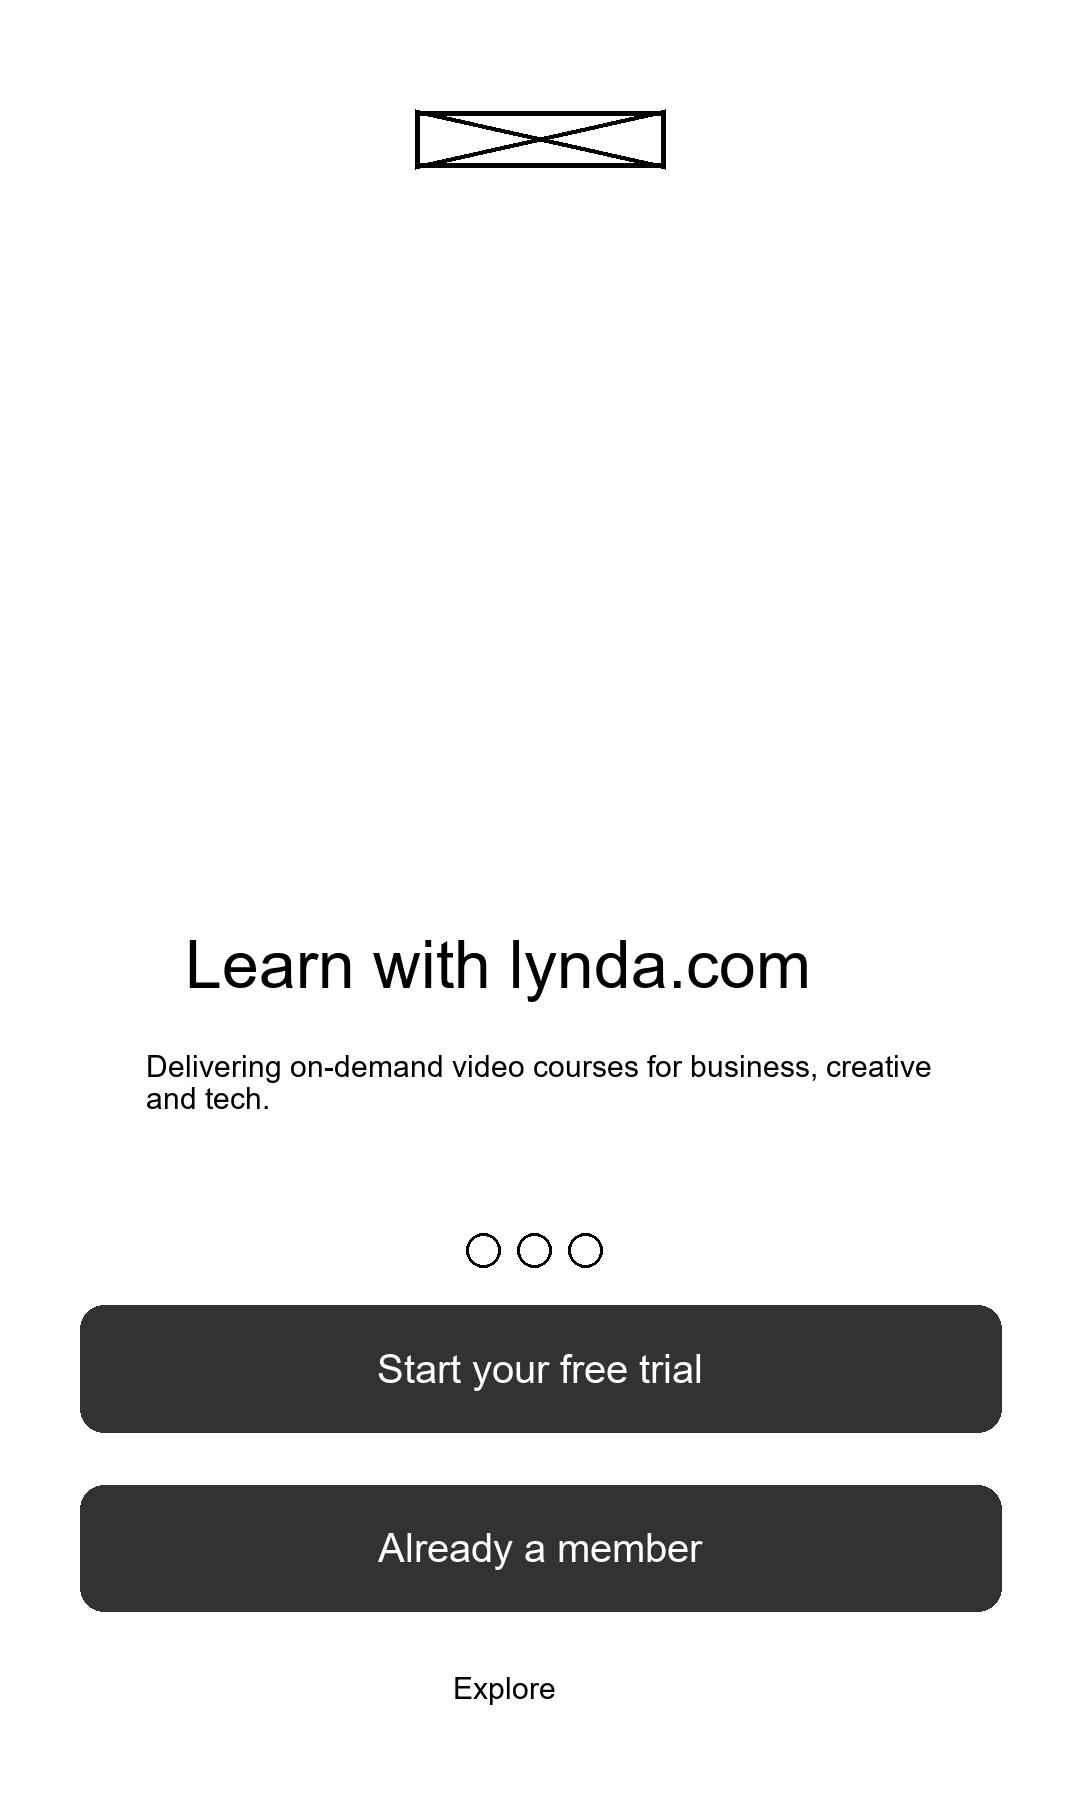 Learn with lynda.com
Delivering on-demand video courses for business, creative
and tech.
Start your free trial
Already a member
Explore